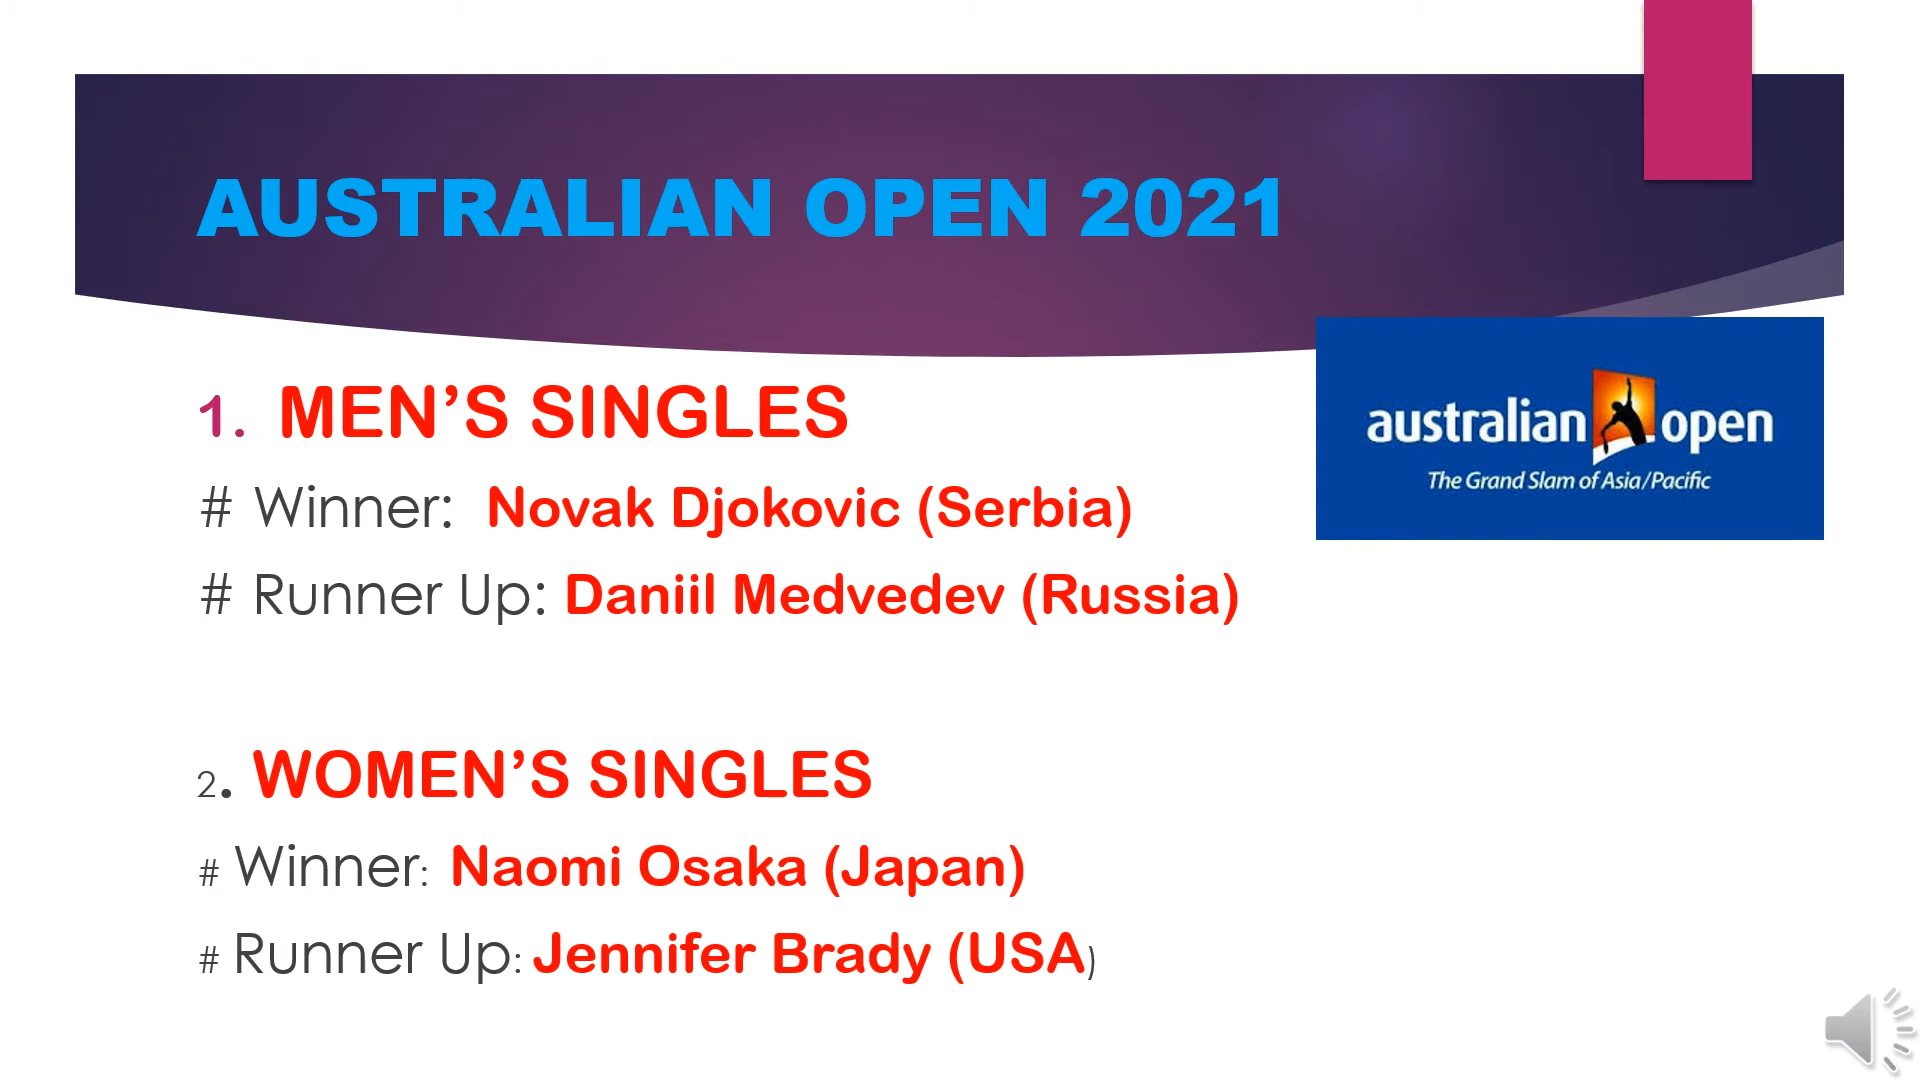 AUSTRALIAN OPEN 2021
1. MEN’S SINGLES
# Winner: Novak Djokovic (Serbia)
# Runner Up: Daniil Medvedev (Russia)
australian open
The Grand Slam of Asia/Pacific
2. WOMEN’S SINGLES
# Winner: Naomi Osaka (Japan)
# Runner Up: Jennifer Brady (USA)